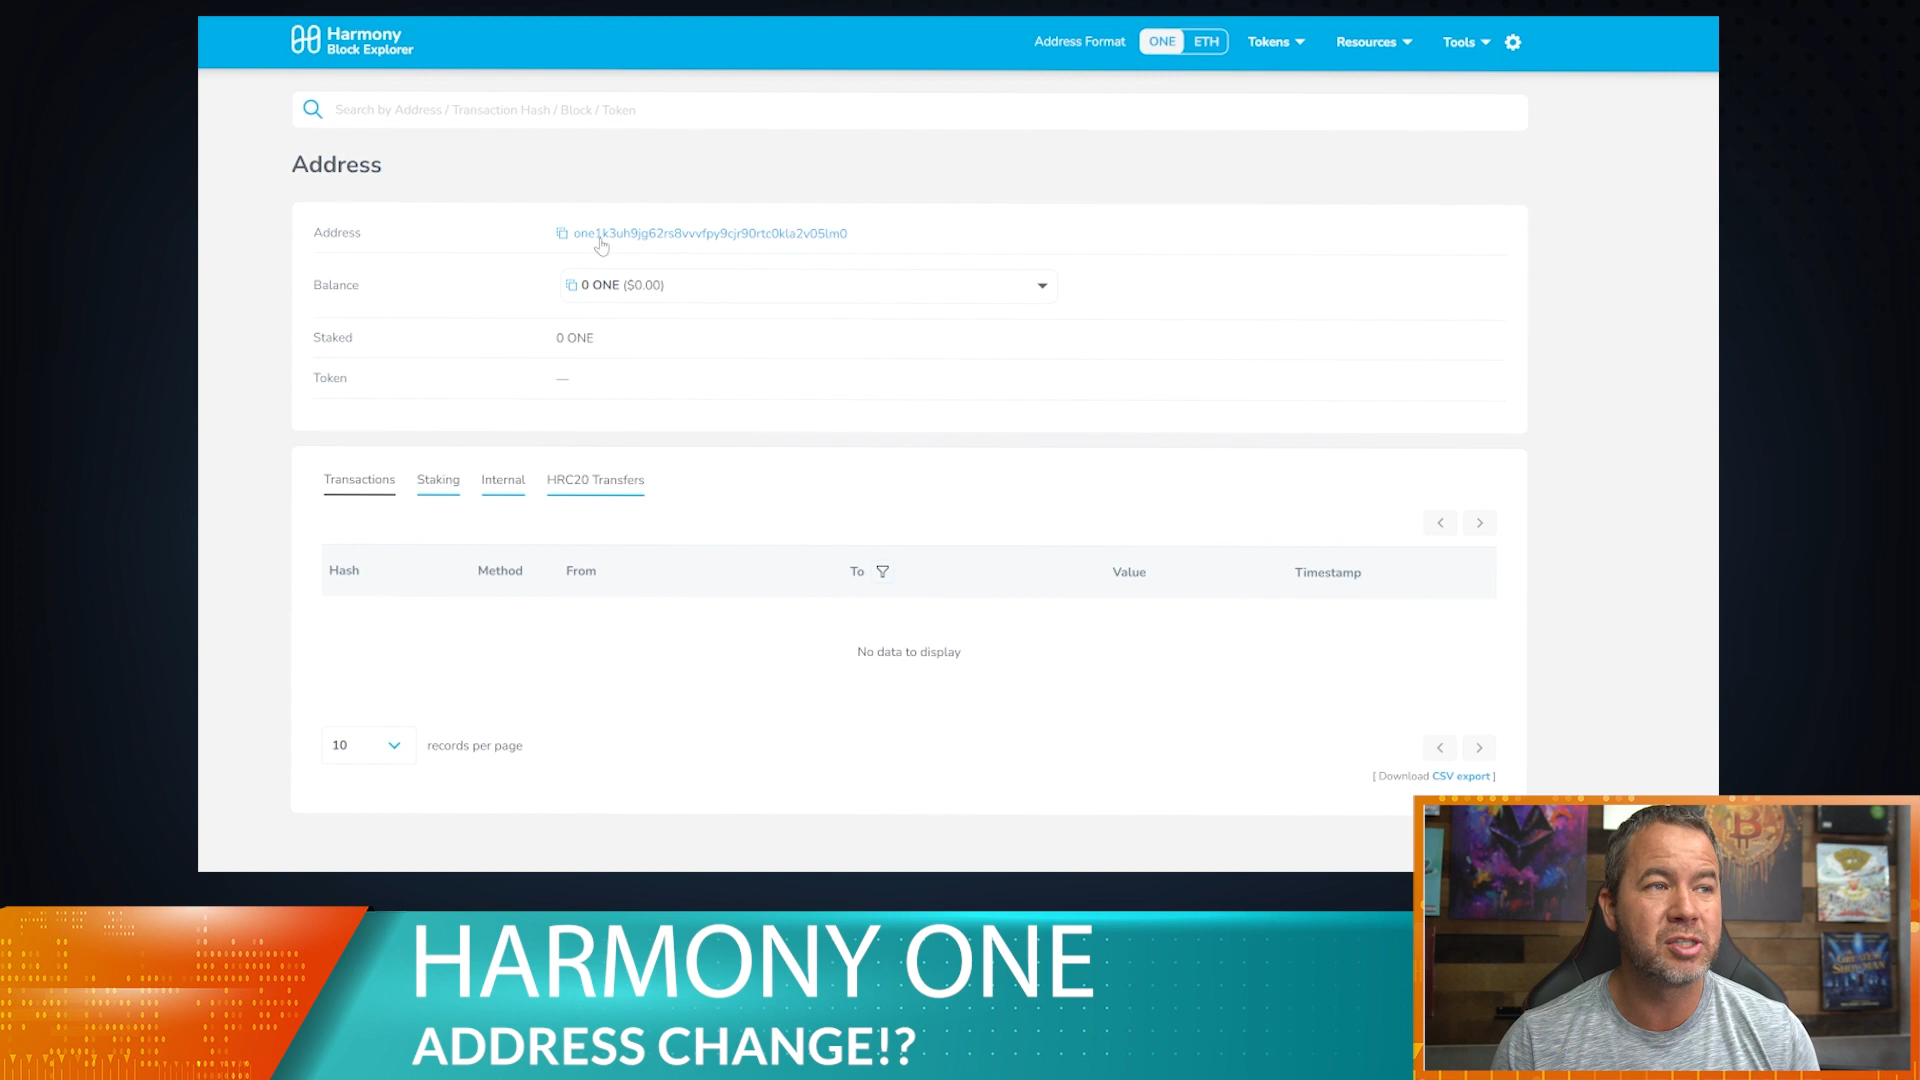 Harmony
Block Explorer
Address Format ONE ETH Tokens Resources Tools
Search by Address / Transaction Hash / Block / Token
Address
Address one1k3uh9jg62rs8vvvfpy9cjr90rtc0kla2v05lm0
Balance 0 ONE ($0.00)
Staked 0 ONE
Token —
Transactions Staking Internal HRC20 Transfers
Hash Method From To Value Timestamp
No data to display
10 records per page
[ Download CSV export ]
HARMONY ONE
ADDRESS CHANGE!?
GREATEST
SHOWMAN